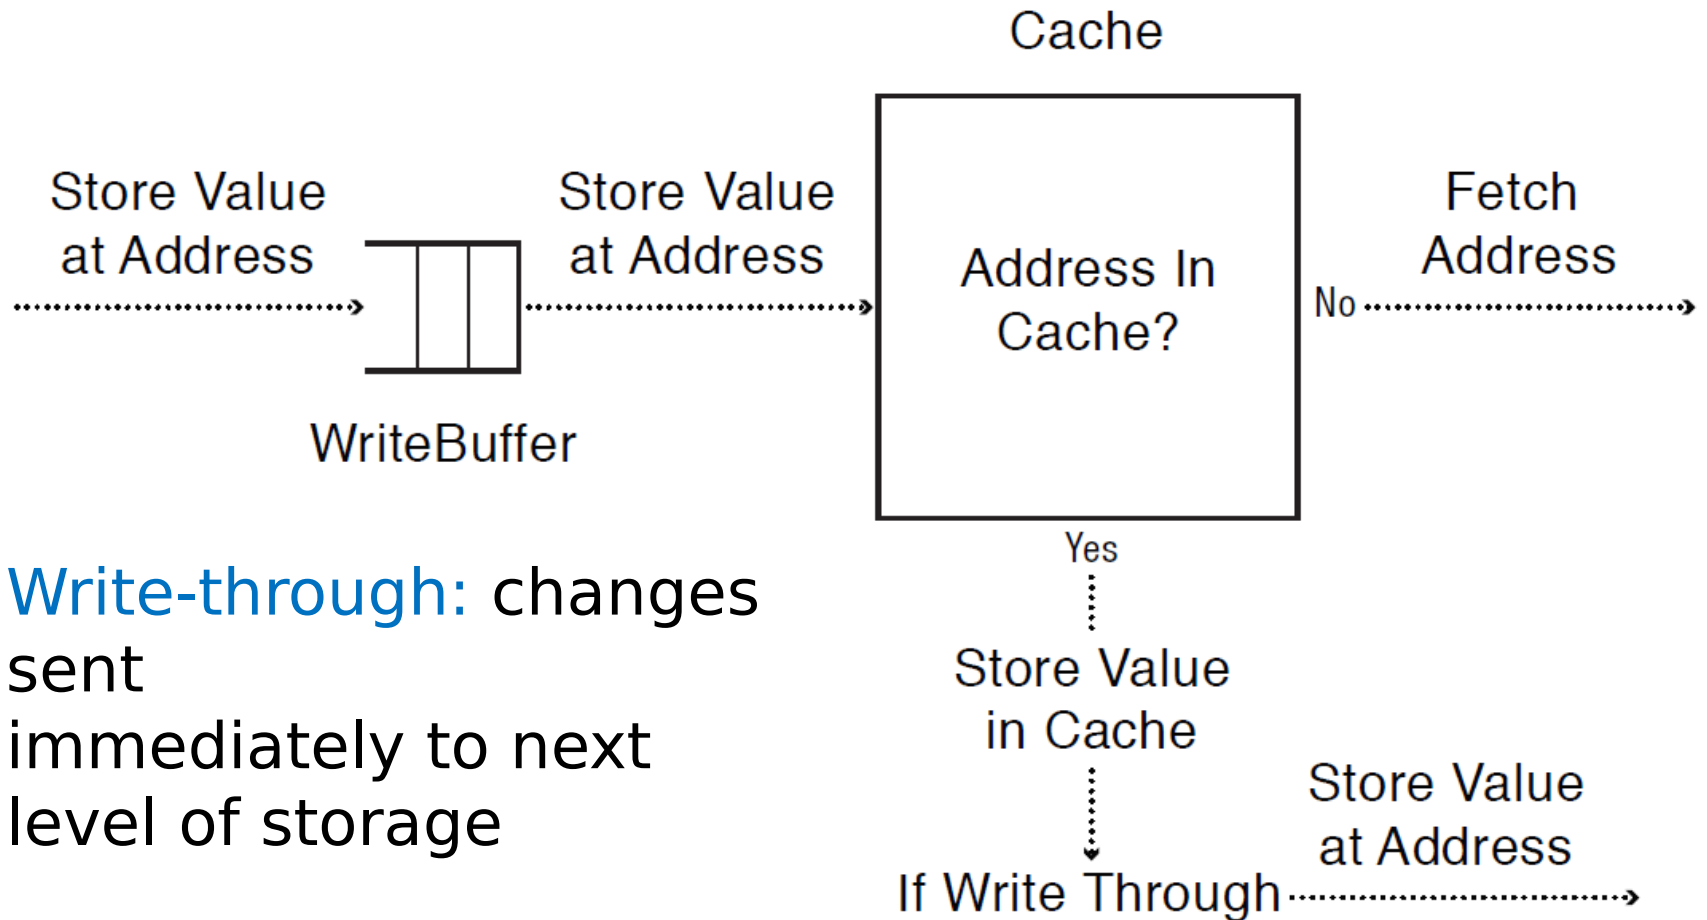 Cache
Store Value
at Address
Store Value
at Address
WriteBuffer
Address In
Cache?
No
Fetch
Address
Yes
Store Value
in Cache
If Write Through
Store Value
at Address
Write-through: changes
sent
immediately to next
level of storage